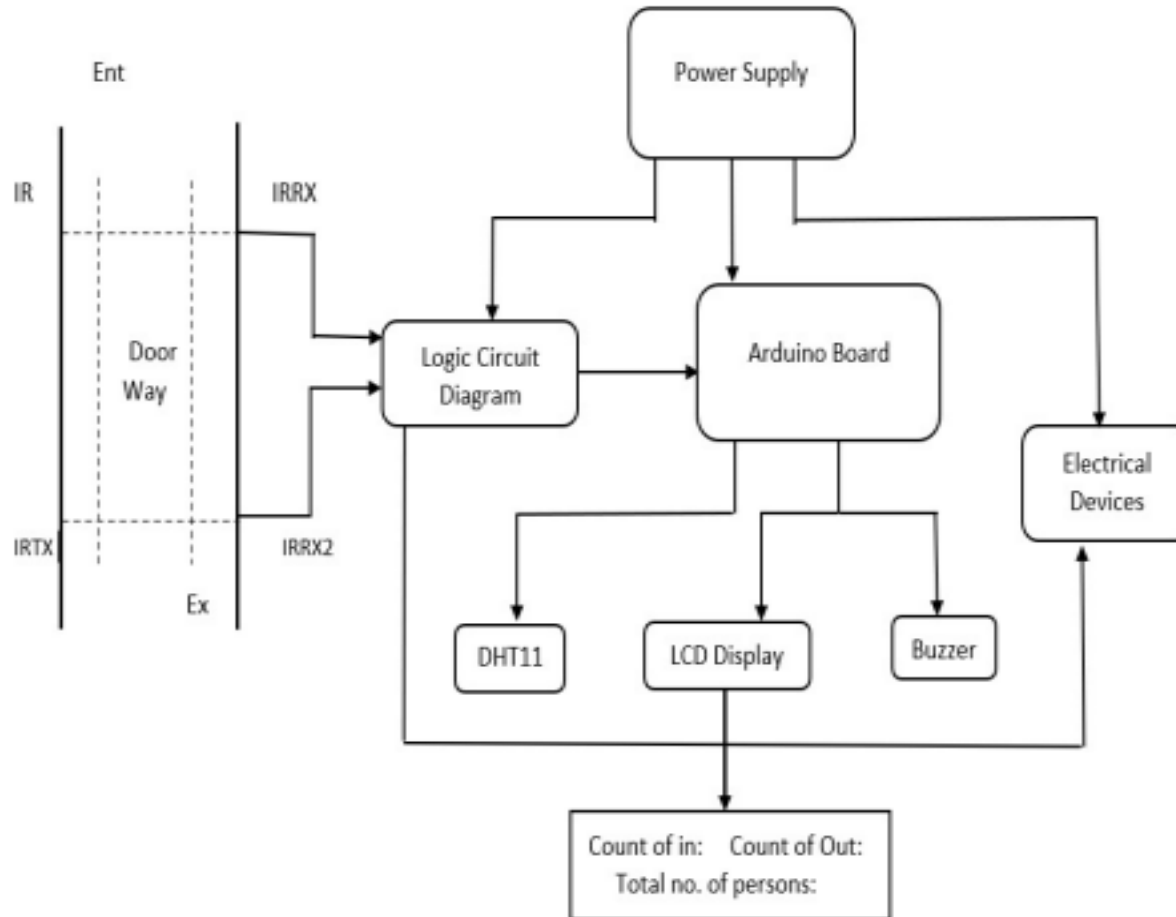 Power Supply
Ent
IR
IRRX
Door
Way
Logic Circuit
Diagram
Arduino Board
Electrical
Devices
IRTX
IRRX2
Ex
DHT11
LCD Display
Buzzer
Count of in: Count of Out:
Total no. of persons: